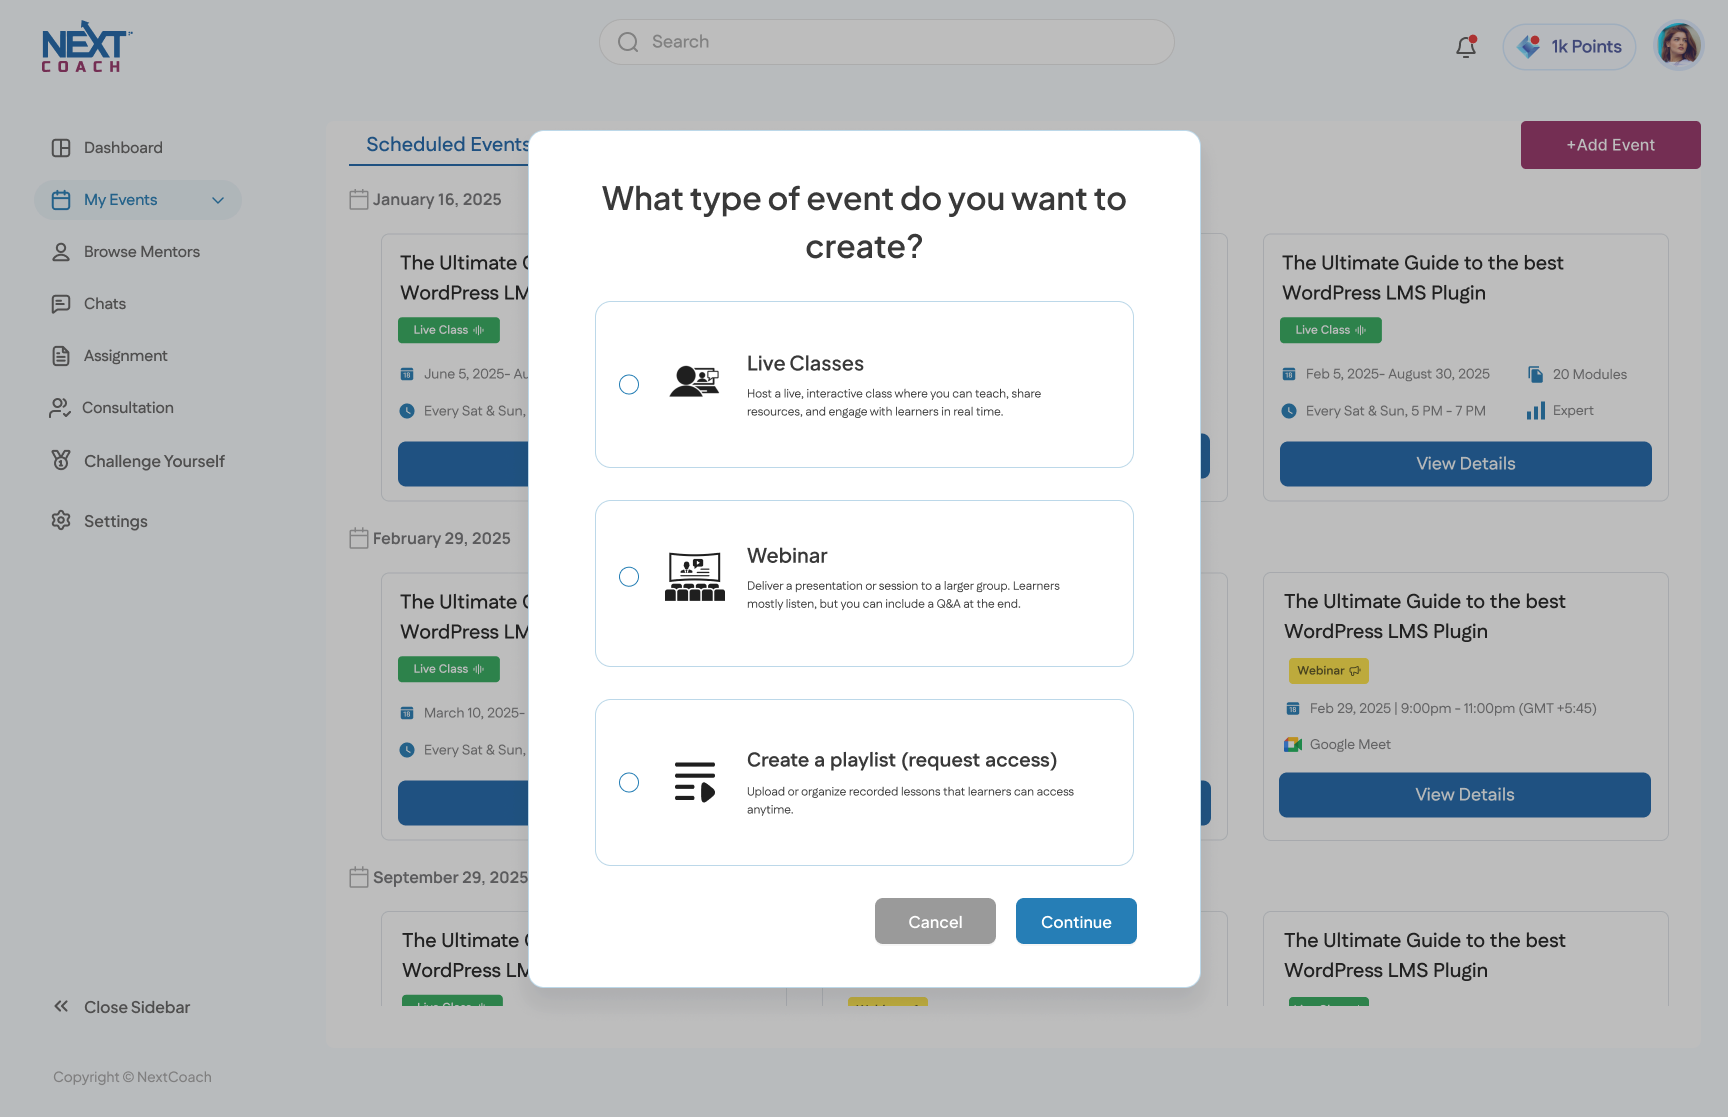 NEXT
COACH
Search
1k Points
Dashboard
My Events
Browse Mentors
Chats
Assignment
Consultation
Challenge Yourself
Settings
Close Sidebar
Copyright © NextCoach
Scheduled Events
+Add Event
January 16, 2025
The Ultimate
WordPress LM
Live Class
June 5, 2025- Au
Every Sat & Sun,
The Ultimate Guide to the best
WordPress LMS Plugin
Live Class
Feb 5, 2025- August 30, 2025
20 Modules
Every Sat & Sun, 5 PM - 7 PM
Expert
View Details
February 29, 2025
The Ultimate
WordPress LM
Live Class
March 10, 2025-
Every Sat & Sun,
The Ultimate Guide to the best
WordPress LMS Plugin
Webinar
Feb 29, 2025 | 9:00pm - 11:00pm (GMT +5:45)
Google Meet
View Details
September 29, 2025
The Ultimate
WordPress LM
Live Class
The Ultimate Guide to the best
WordPress LMS Plugin
What type of event do you want to
create?
Live Classes
Host a live, interactive class where you can teach, share
resources, and engage with learners in real time.
Webinar
Deliver a presentation or session to a larger group. Learners
mostly listen, but you can include a Q&A at the end.
Create a playlist (request access)
Upload or organize recorded lessons that learners can access
anytime.
Cancel
Continue